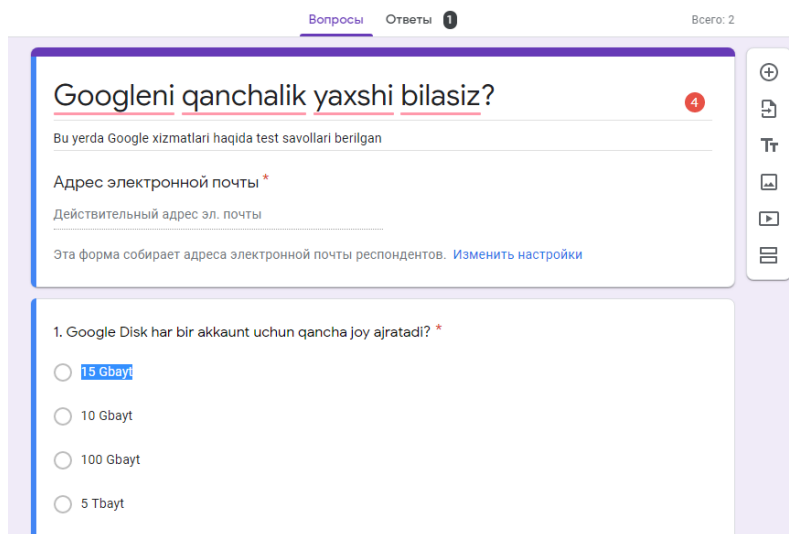 Вопросы Ответы 1 Всего: 2
Googleni qanchalik yaxshi bilasiz?
4
Bu yerda Google xizmatlari haqida test savollari berilgan
Адрес электронной почты *
Действительный адрес эл. почты
Эта форма собирает адреса электронной почты респондентов. Изменить настройки
1. Google Disk har bir akkaunt uchun qancha joy ajratadi? *
15 Gbayt
10 Gbayt
100 Gbayt
5 Tbayt